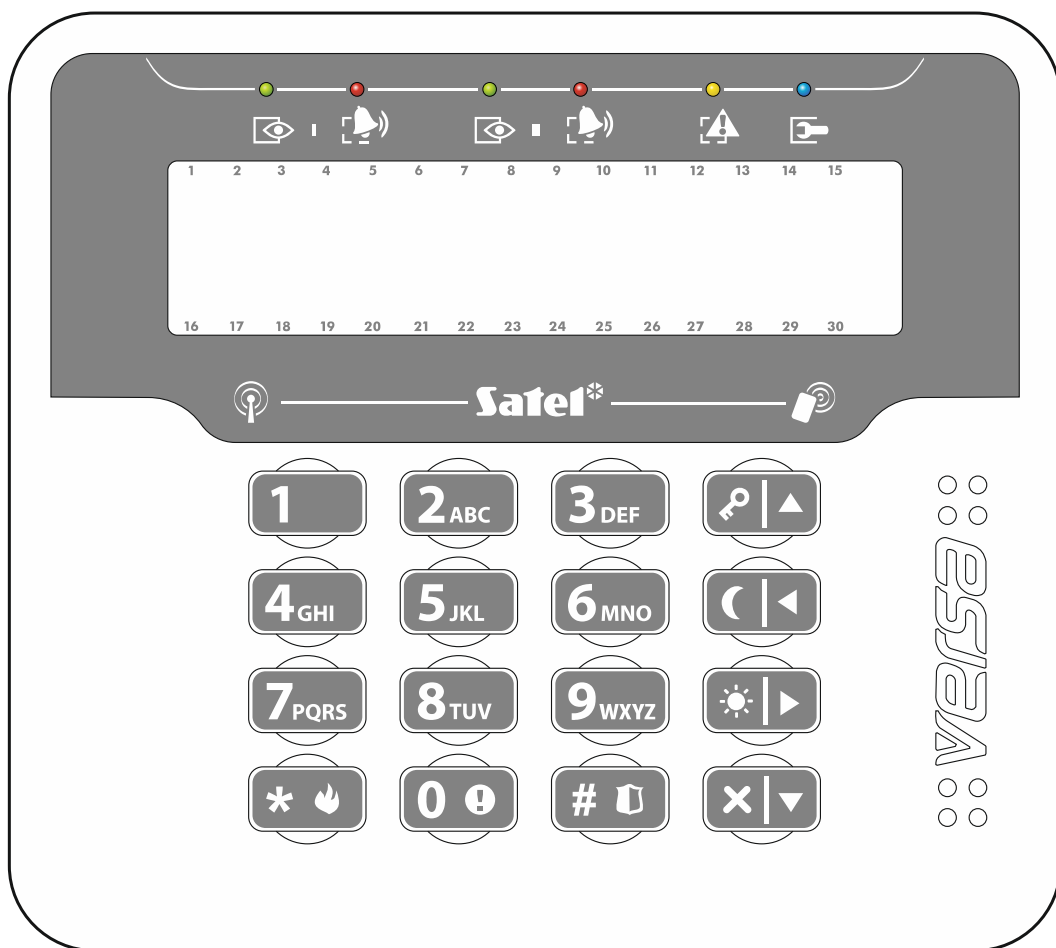 1 2 3 4 5 6 7 8 9 10 11 12 13 14 15
16 17 18 19 20 21 22 23 24 25 26 27 28 29 30
Satel
1 2ABC 3DEF
4GHI 5JKL 6MNO
7PQRS 8TUV 9WXYZ
* 0 #
VERSA